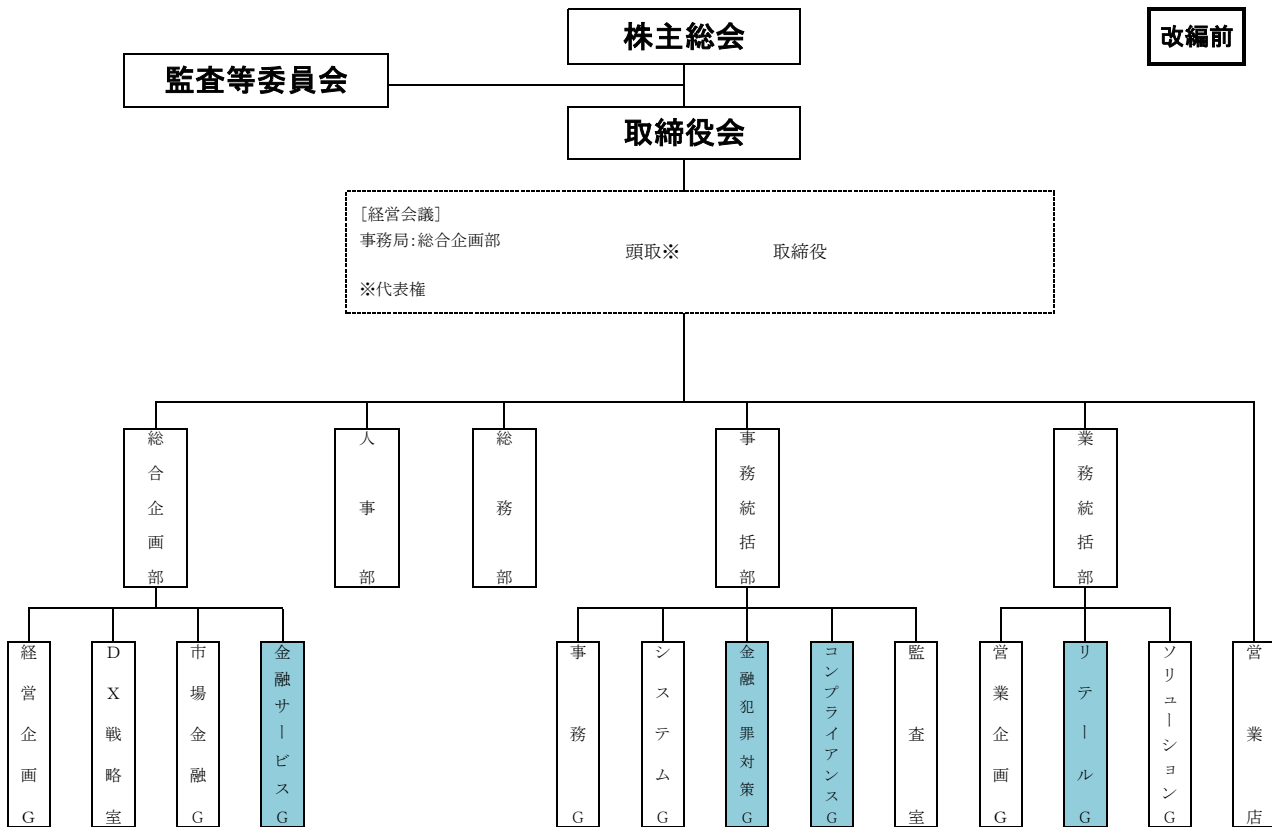 株主総会
改編前
監査等委員会
取締役会
[経営会議]
事務局:総合企画部
頭取※
取締役
※代表権
総合企画部
人事部
総務部
事務統括部
業務統括部
経営企画G
DX戦略室
市場金融G
金融サービスG
事務G
システムG
金融犯罪対策G
コンプライアンスG
監査室
営業企画G
リテールG
ソリューションG
営業店